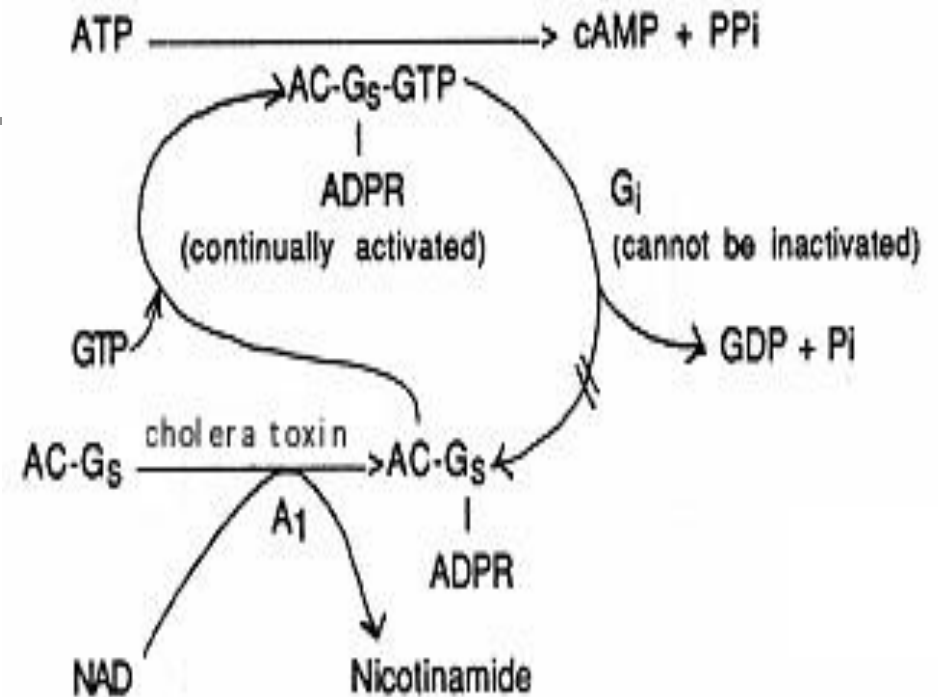 ATP cAMP + PPi
AC-Gs-GTP
ADPR
(continually activated)
Gi
(cannot be inactivated)
GTP
GDP + Pi
cholera toxin
AC-Gs AC-Gs
A1
ADPR
NAD Nicotinamide